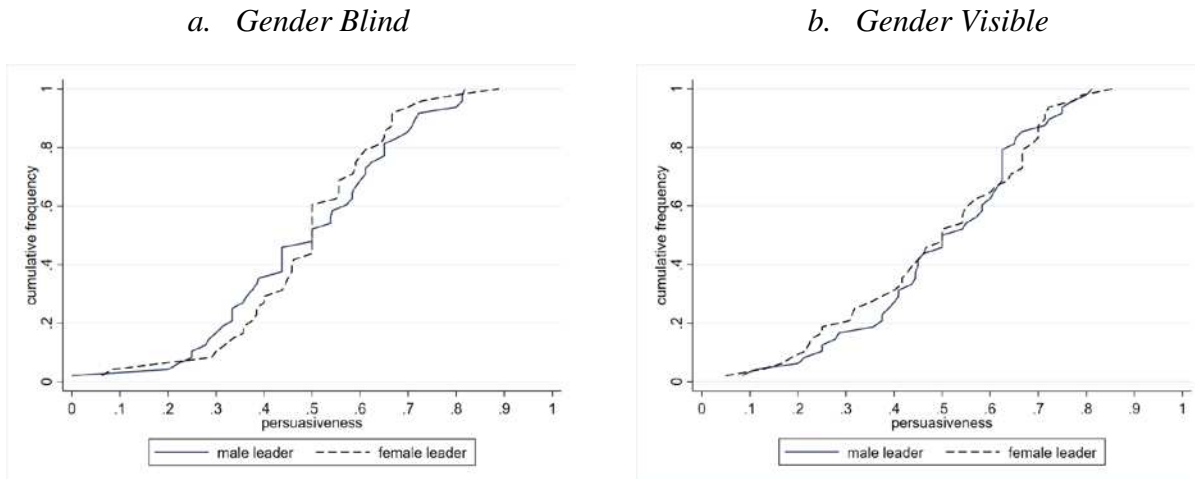 a. Gender Blind
b. Gender Visible
1
.8
.6
.4
.2
0
cumulative frequency
0 .1 .2 .3 .4 .5 .6 .7 .8 .9 1
persuasiveness
male leader female leader
1
.8
.6
.4
.2
0
cumulative frequency
0 .1 .2 .3 .4 .5 .6 .7 .8 .9 1
persuasiveness
male leader female leader